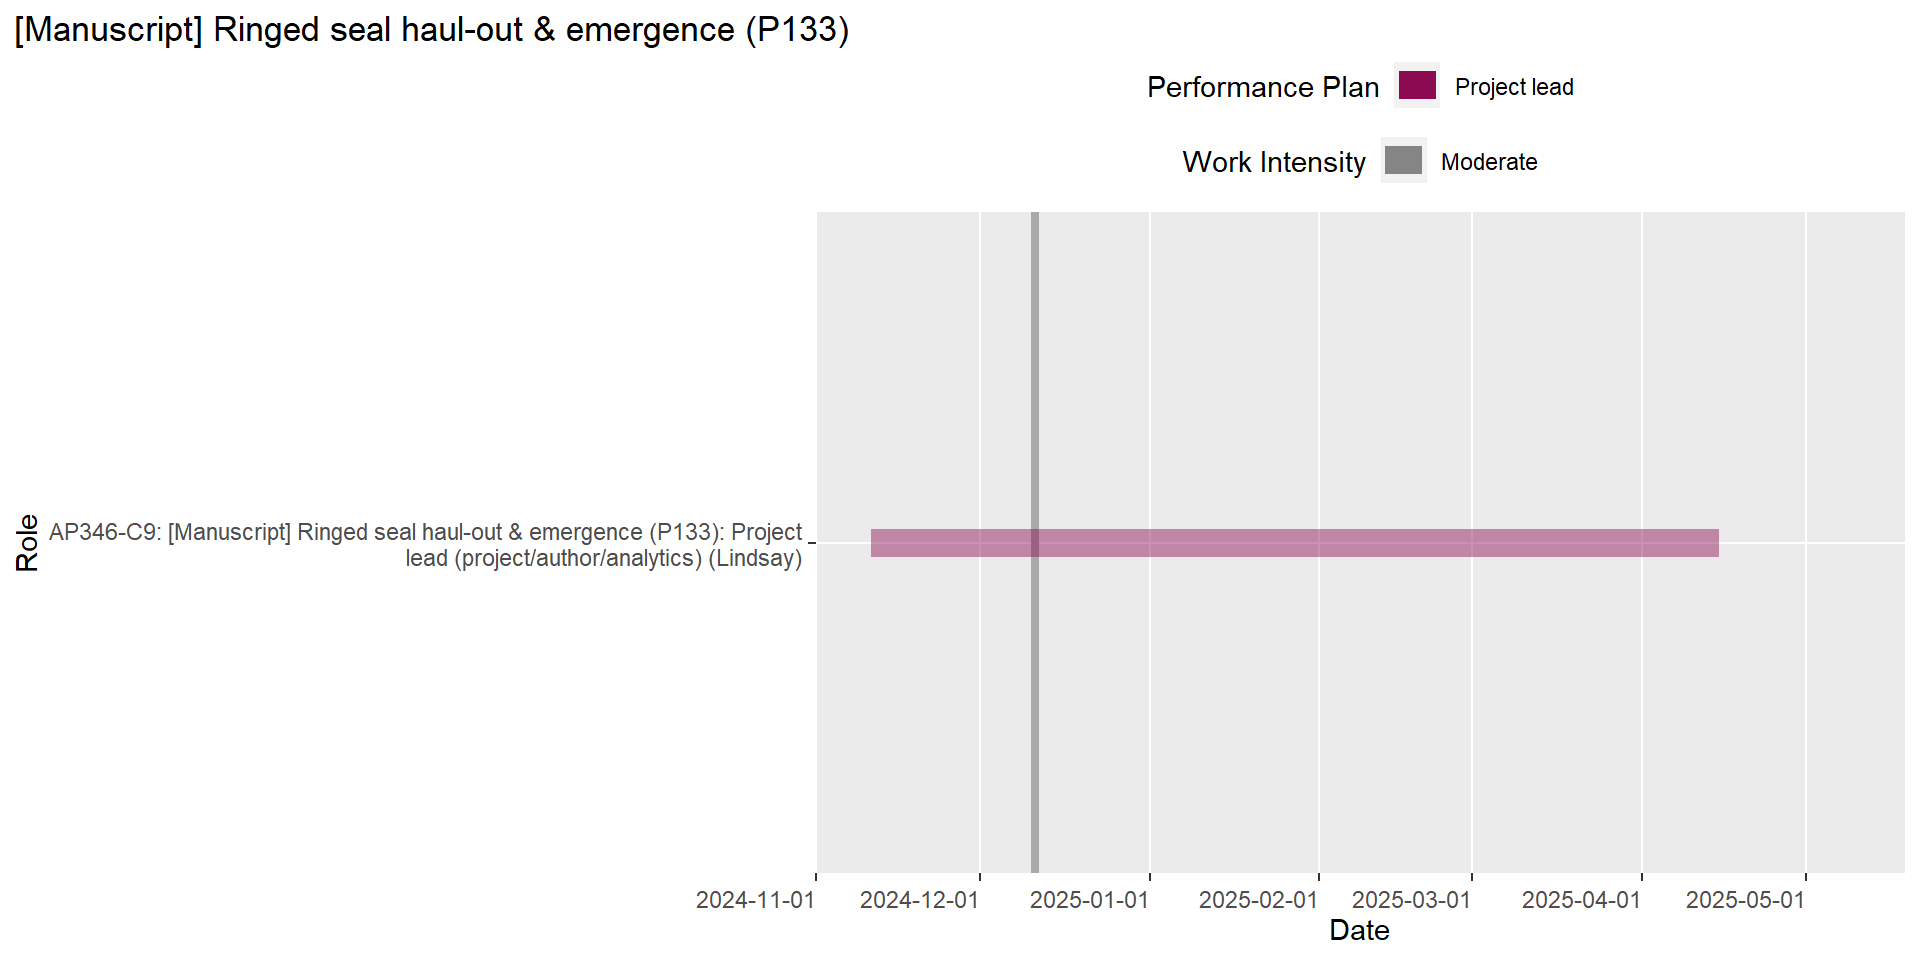 [Manuscript] Ringed seal haul-out & emergence (P133)
Performance Plan
Project lead
Work Intensity
Moderate
Role
AP346-C9: [Manuscript] Ringed seal haul-out & emergence (P133): Project
lead (project/author/analytics) (Lindsay)
2024-11-01
2024-12-01
2025-01-01
2025-02-01
2025-03-01
2025-04-01
2025-05-01
Date